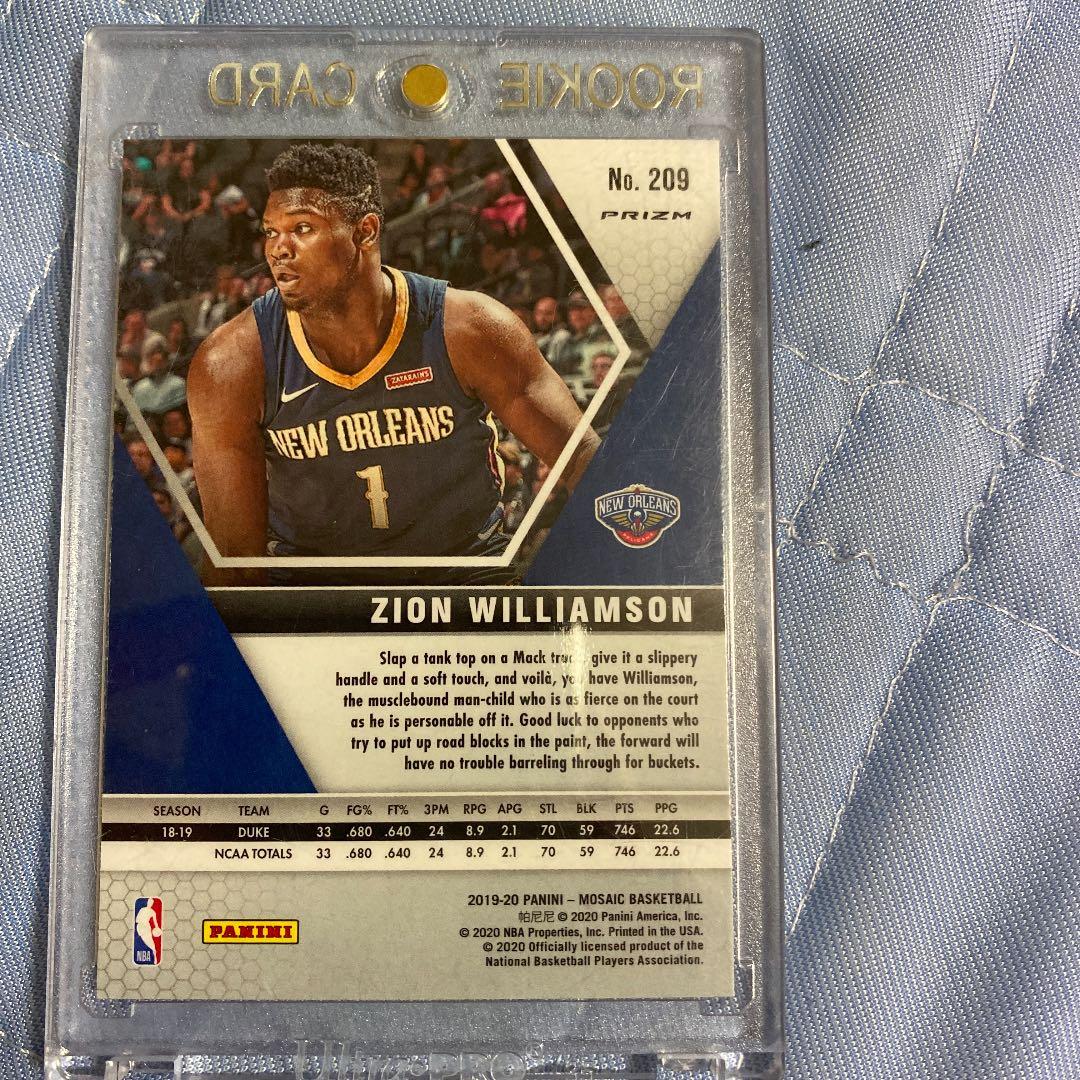 ROOKIE CARD
No. 209
PRIZM
ZATARAIN'S
NEW ORLEANS
1
NEW ORLEANS
PELICANS
ZION WILLIAMSON
Slap a tank top on a Mack give it a slippery
handle and a soft touch, and voilà, you have Williamson,
the musclebound man-child who is as fierce on the court
as he is personable off it. Good luck to opponents who
try to put up road blocks in the paint, the forward will
have no trouble barreling through for buckets.
SEASON TEAM G FG% FT% 3PM RPG APG STL BLK PTS PPG
18-19 DUKE 33 .680 .640 24 8.9 2.1 70 59 746 22.6
NCAA TOTALS 33 .680 .640 24 8.9 2.1 70 59 746 22.6
2019-20 PANINI – MOSAIC BASKETBALL
帕尼尼 © 2020 Panini America, Inc.
© 2020 NBA Properties, Inc. Printed in the USA.
© 2020 Officially licensed product of the
National Basketball Players Association.
NBA
PANINI
Ultra PRO